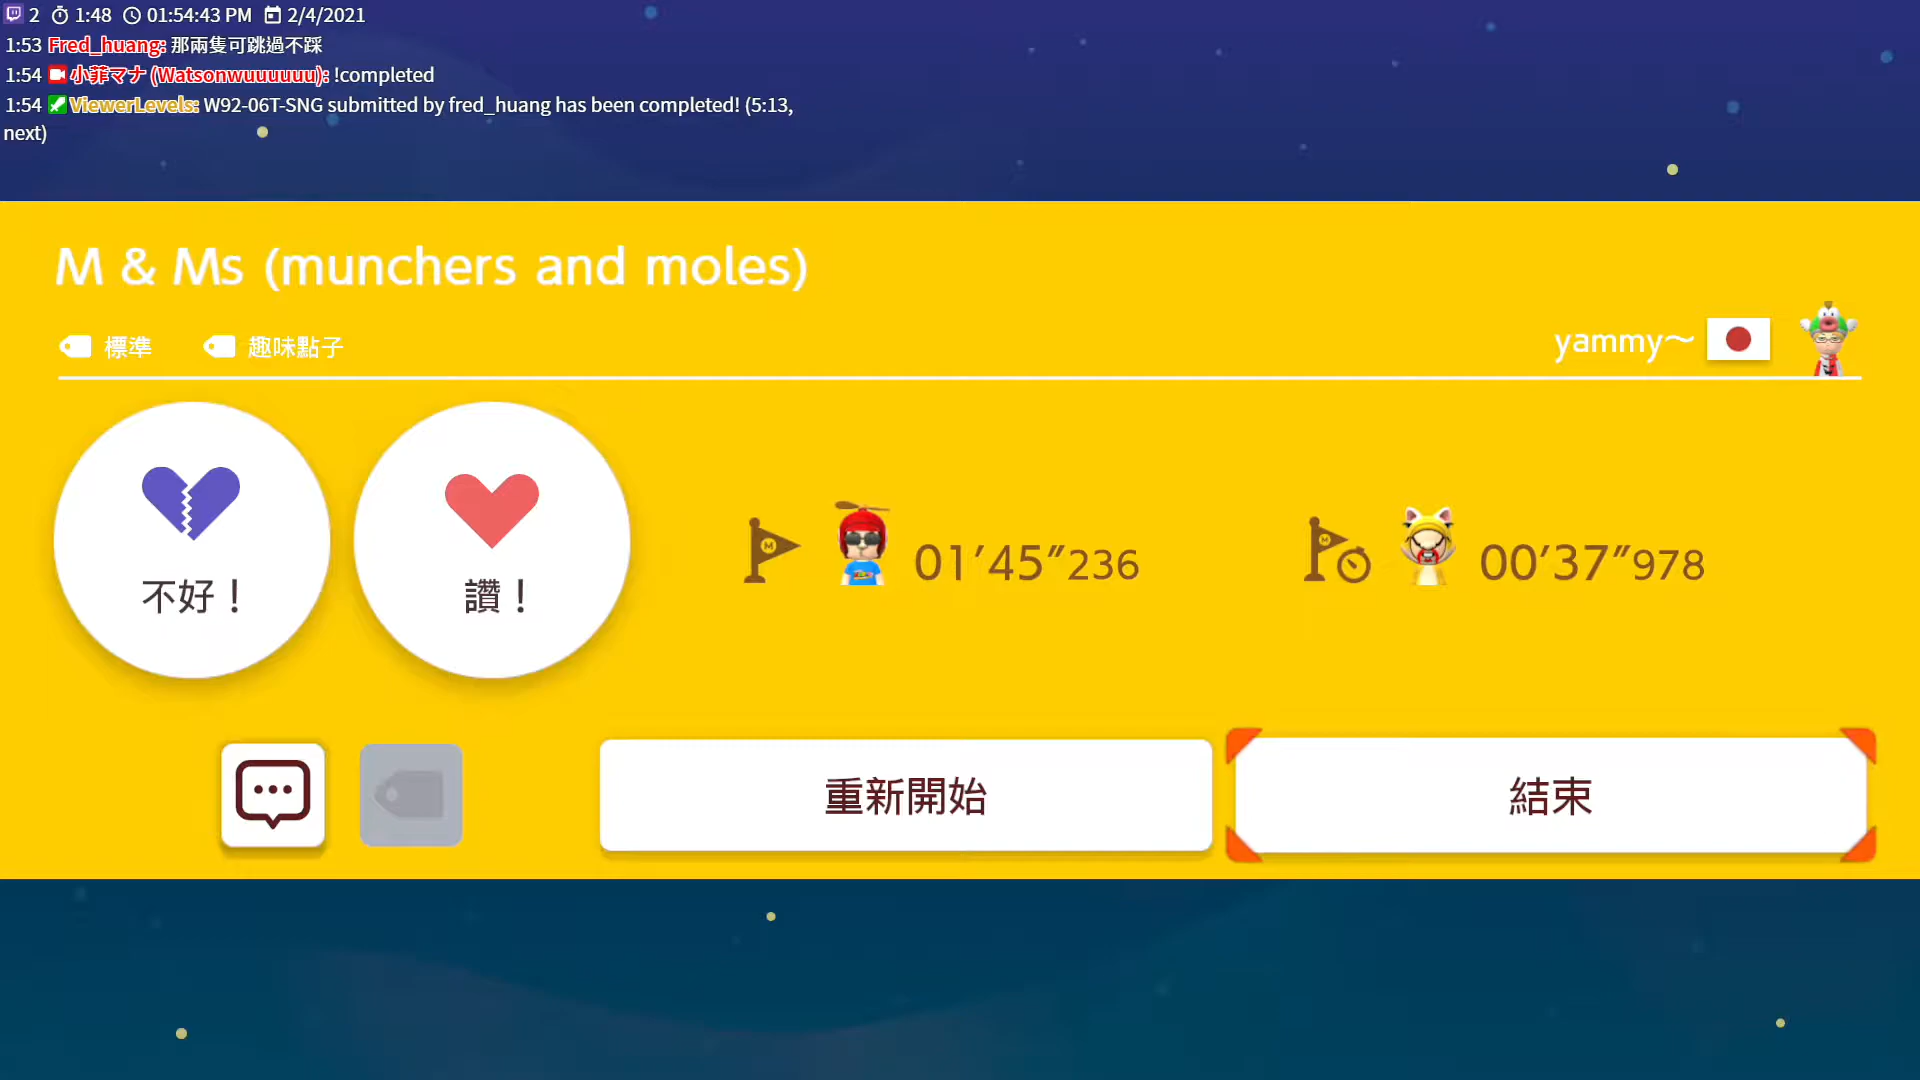 2 1:48 01:54:43 PM 2/4/2021
1:53 Fred_huang: 那兩隻可跳過不踩
1:54 小菲マナ (Watsonwuuuuuu): !completed
1:54 ViewerLevels: W92-06T-SNG submitted by fred_huang has been completed! (5:13,
next)
M & Ms (munchers and moles)
標準 趣味點子
yammy～
不好！ 讚！
01′45″236 00′37″978
重新開始 結束